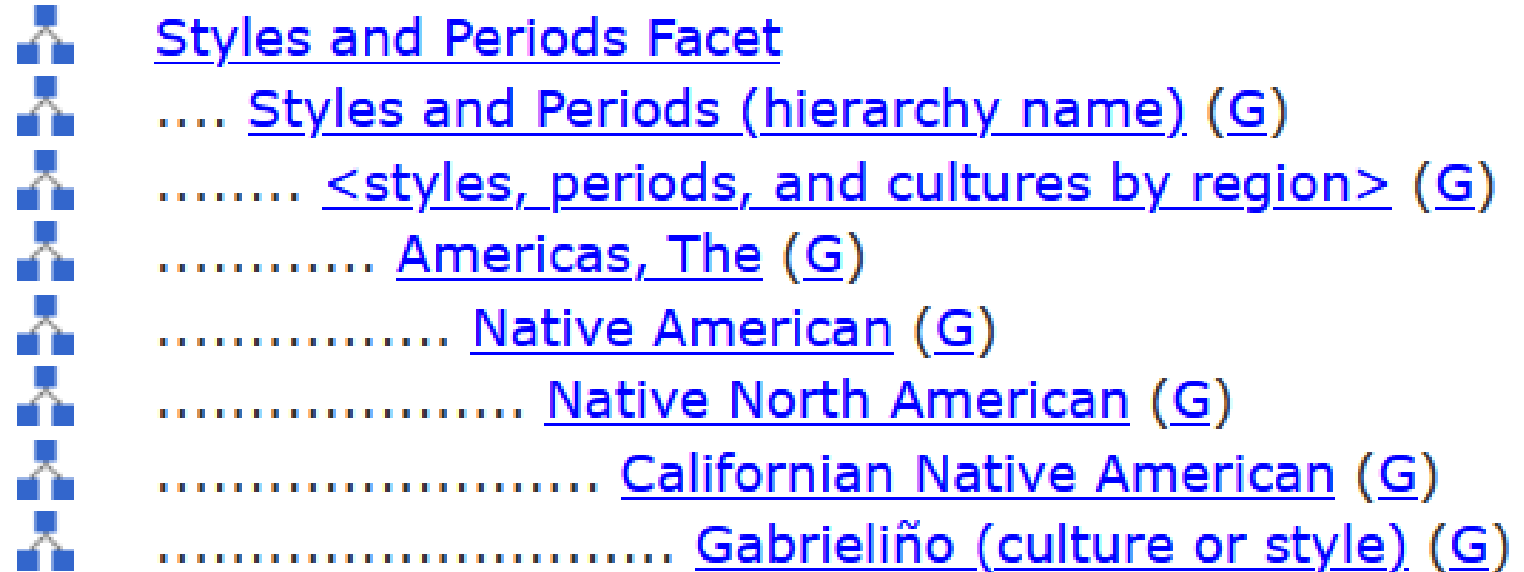 Styles and Periods Facet
.... Styles and Periods (hierarchy name) (G)
........ <styles, periods, and cultures by region> (G)
............ Americas, The (G)
................ Native American (G)
.................... Native North American (G)
........................ Californian Native American (G)
............................ Gabrieliño (culture or style) (G)